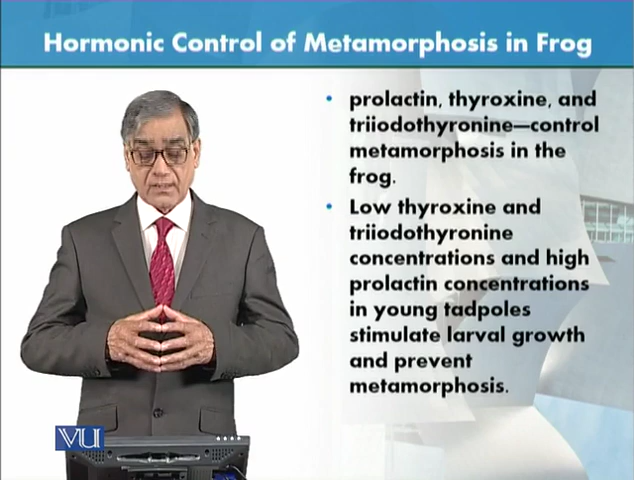 Hormonic Control of Metamorphosis in Frog
• prolactin, thyroxine, and
triiodothyronine—control
metamorphosis in the
frog.
• Low thyroxine and
triiodothyronine
concentrations and high
prolactin concentrations
in young tadpoles
stimulate larval growth
and prevent
metamorphosis.
VU